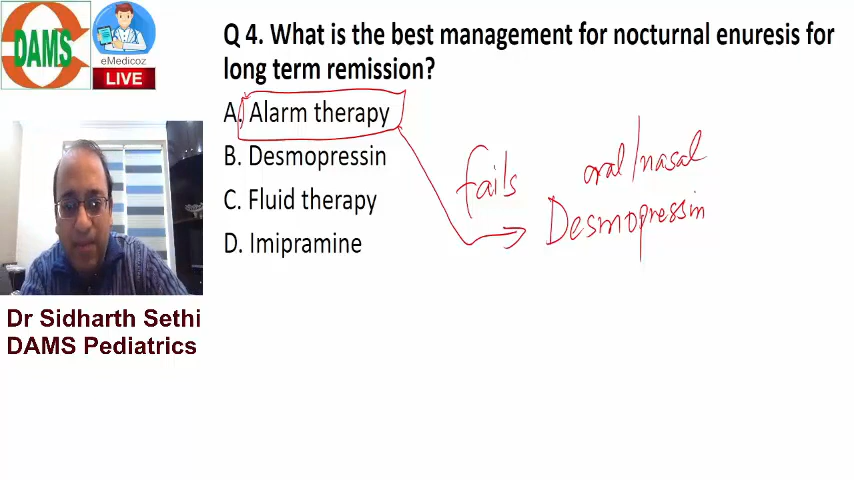 DAMS
eMedicoz
LIVE
Q 4. What is the best management for nocturnal enuresis for
long term remission?
A. Alarm therapy
B. Desmopressin
C. Fluid therapy
D. Imipramine
fails
oral/nasal
Desmopressin
Dr Sidharth Sethi
DAMS Pediatrics